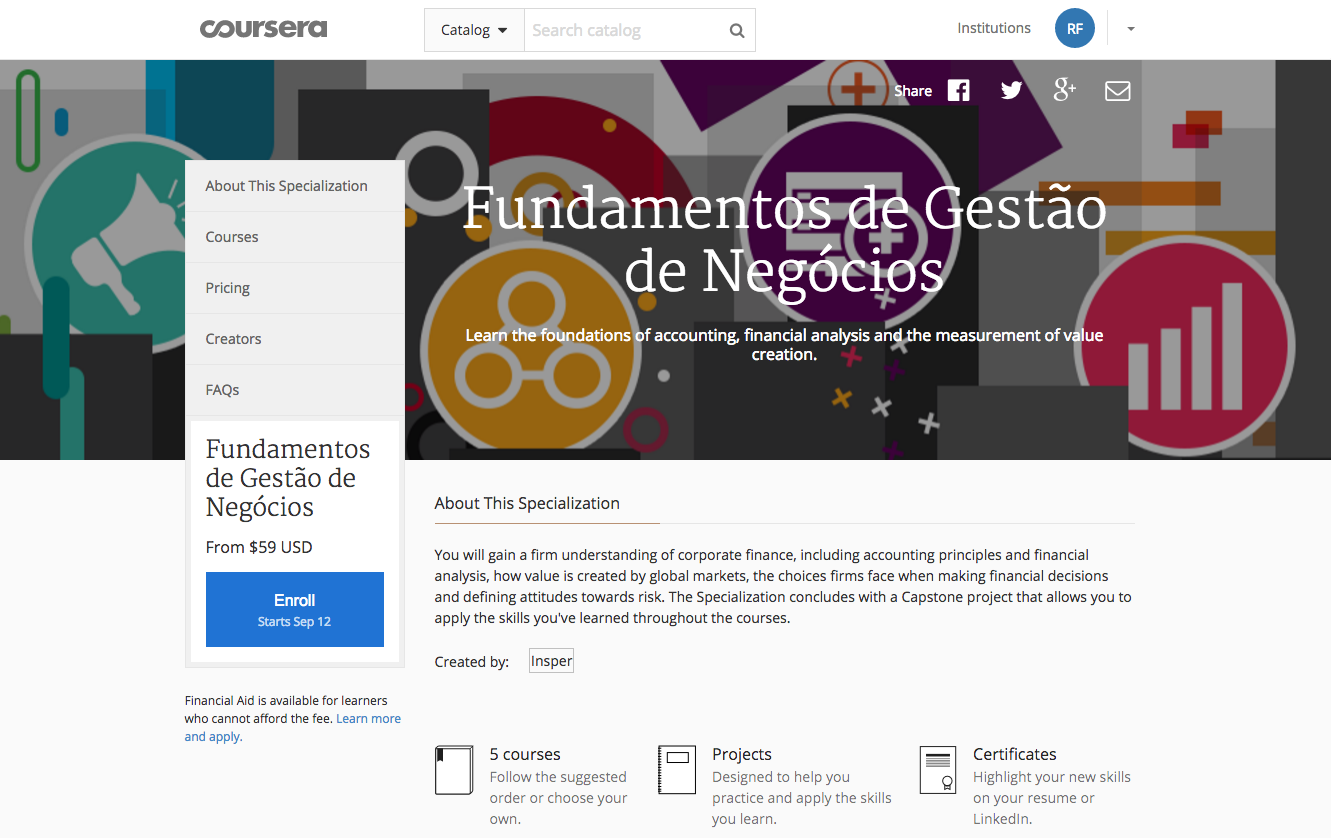 coursera
Catalog
Search catalog
Institutions
RF
Share
About This Specialization
Courses
Pricing
Creators
FAQs
Fundamentos de Gestão
de Negócios
Learn the foundations of accounting, financial analysis and the measurement of value
creation.
Fundamentos
de Gestão de
Negócios
From $59 USD
Enroll
Starts Sep 12
Financial Aid is available for learners
who cannot afford the fee. Learn more
and apply.
About This Specialization
You will gain a firm understanding of corporate finance, including accounting principles and financial
analysis, how value is created by global markets, the choices firms face when making financial decisions
and defining attitudes towards risk. The Specialization concludes with a Capstone project that allows you to
apply the skills you've learned throughout the courses.
Created by: Insper
5 courses
Follow the suggested
order or choose your
own.
Projects
Designed to help you
practice and apply the skills
you learn.
Certificates
Highlight your new skills
on your resume or
LinkedIn.